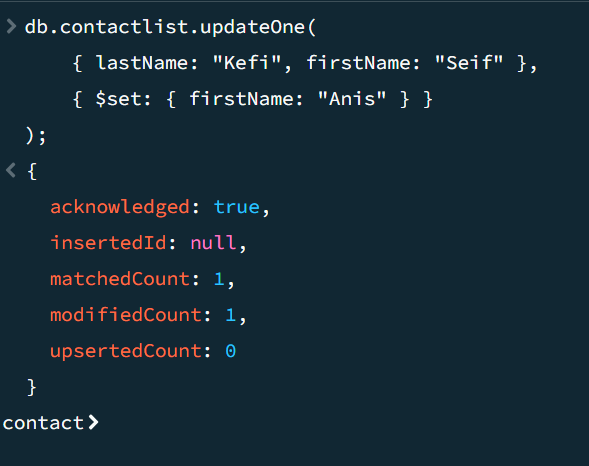 > db.contactlist.updateOne(
{ lastName: "Kefi", firstName: "Seif" },
{ $set: { firstName: "Anis" } }
);
< {
acknowledged: true,
insertedId: null,
matchedCount: 1,
modifiedCount: 1,
upsertedCount: 0
}
contact>